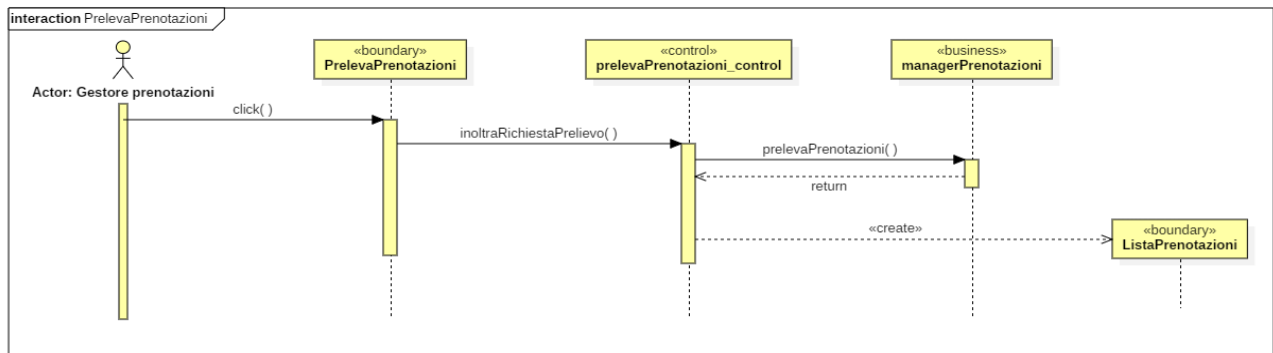 interaction PrelevaPrenotazioni
«boundary»
PrelevaPrenotazioni
«control»
prelevaPrenotazioni_control
«business»
managerPrenotazioni
Actor: Gestore prenotazioni
click( )
inoltraRichiestaPrelievo( )
prelevaPrenotazioni( )
return
«create»
«boundary»
ListaPrenotazioni